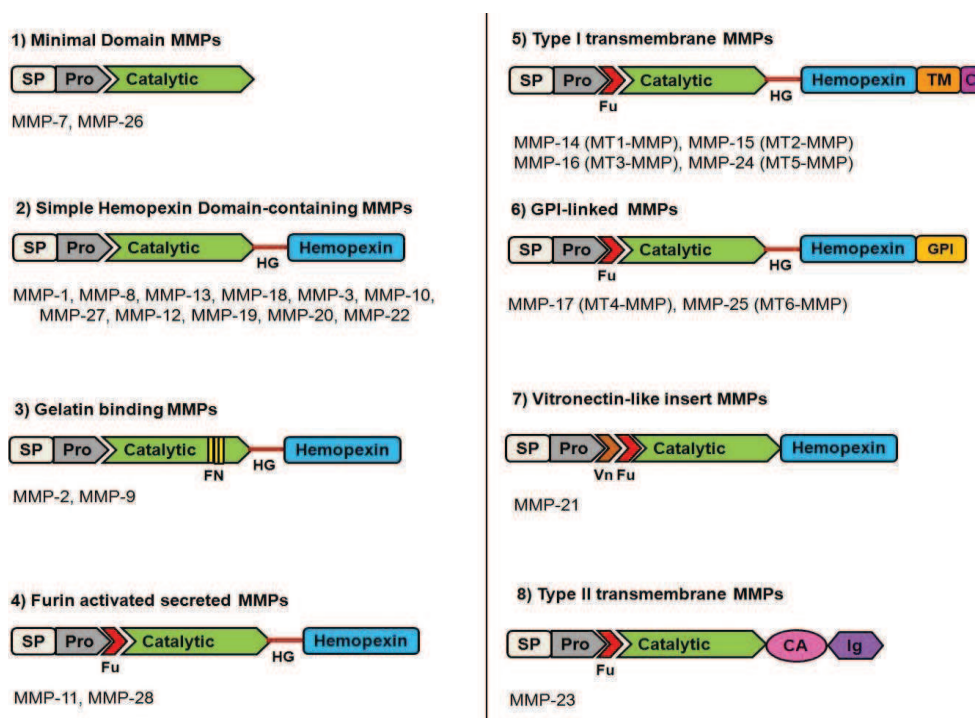 1) Minimal Domain MMPs
SP Pro Catalytic
MMP-7, MMP-26
2) Simple Hemopexin Domain-containing MMPs
SP Pro Catalytic Hemopexin
HG
MMP-1, MMP-8, MMP-13, MMP-18, MMP-3, MMP-10,
MMP-27, MMP-12, MMP-19, MMP-20, MMP-22
3) Gelatin binding MMPs
SP Pro Catalytic Hemopexin
FN HG
MMP-2, MMP-9
4) Furin activated secreted MMPs
SP Pro Catalytic Hemopexin
Fu HG
MMP-11, MMP-28
5) Type I transmembrane MMPs
SP Pro Catalytic Hemopexin TM C
Fu HG
MMP-14 (MT1-MMP), MMP-15 (MT2-MMP)
MMP-16 (MT3-MMP), MMP-24 (MT5-MMP)
6) GPI-linked MMPs
SP Pro Catalytic Hemopexin GPI
Fu HG
MMP-17 (MT4-MMP), MMP-25 (MT6-MMP)
7) Vitronectin-like insert MMPs
SP Pro Catalytic Hemopexin
Vn Fu
MMP-21
8) Type II transmembrane MMPs
SP Pro Catalytic CA Ig
Fu
MMP-23